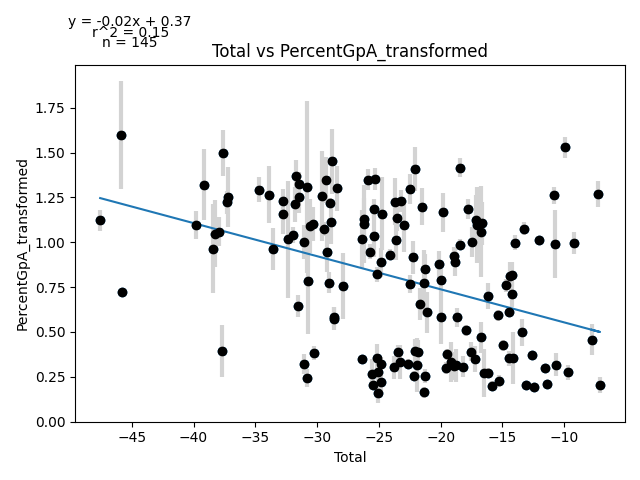 y = -0.02x + 0.37
r^2 = 0.15
n = 145
Total vs PercentGpA_transformed
PercentGpA_transformed
1.75
1.50
1.25
1.00
0.75
0.50
0.25
0.00
−45 −40 −35 −30 −25 −20 −15 −10
Total